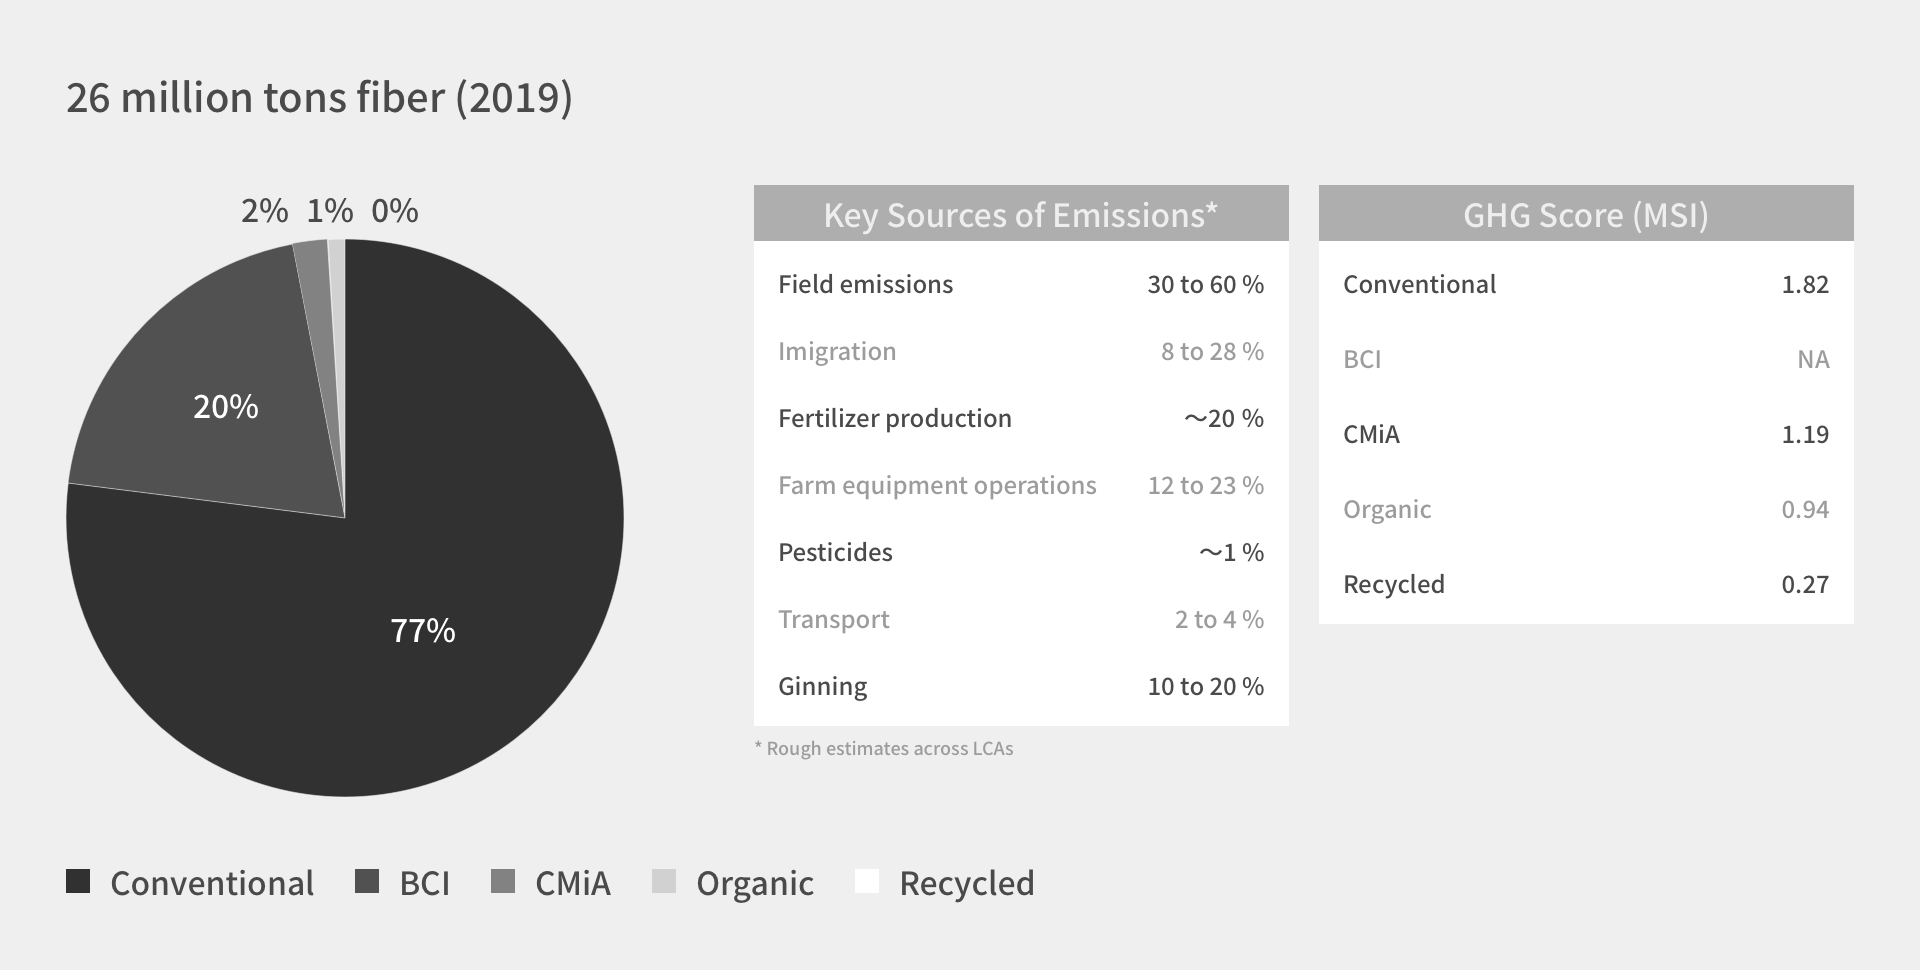 26 million tons fiber (2019)
2% 1% 0%
20%
77%
Key Sources of Emissions*
Field emissions 30 to 60 %
Imigration 8 to 28 %
Fertilizer production ~20 %
Farm equipment operations 12 to 23 %
Pesticides ~1 %
Transport 2 to 4 %
Ginning 10 to 20 %
* Rough estimates across LCAs
GHG Score (MSI)
Conventional 1.82
BCI NA
CMiA 1.19
Organic 0.94
Recycled 0.27
Conventional BCI CMiA Organic Recycled